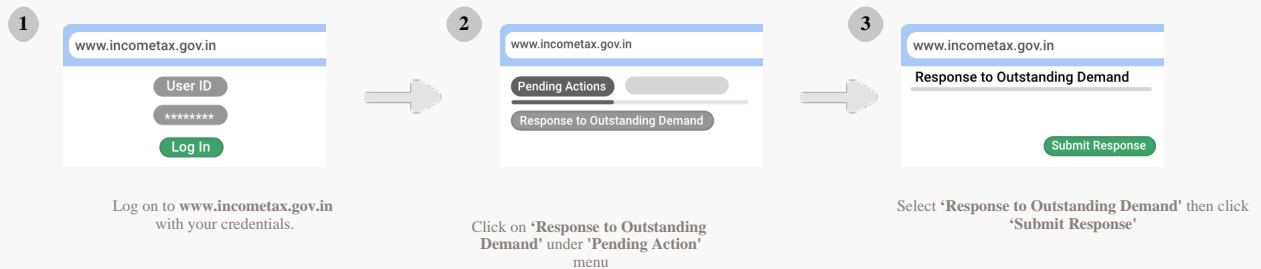 1
www.incometax.gov.in
User ID
********
Log In
Log on to www.incometax.gov.in
with your credentials.
2
www.incometax.gov.in
Pending Actions
Response to Outstanding Demand
Click on ‘Response to Outstanding
Demand' under 'Pending Action'
menu
3
www.incometax.gov.in
Response to Outstanding Demand
Submit Response
Select ‘Response to Outstanding Demand' then click
‘Submit Response'